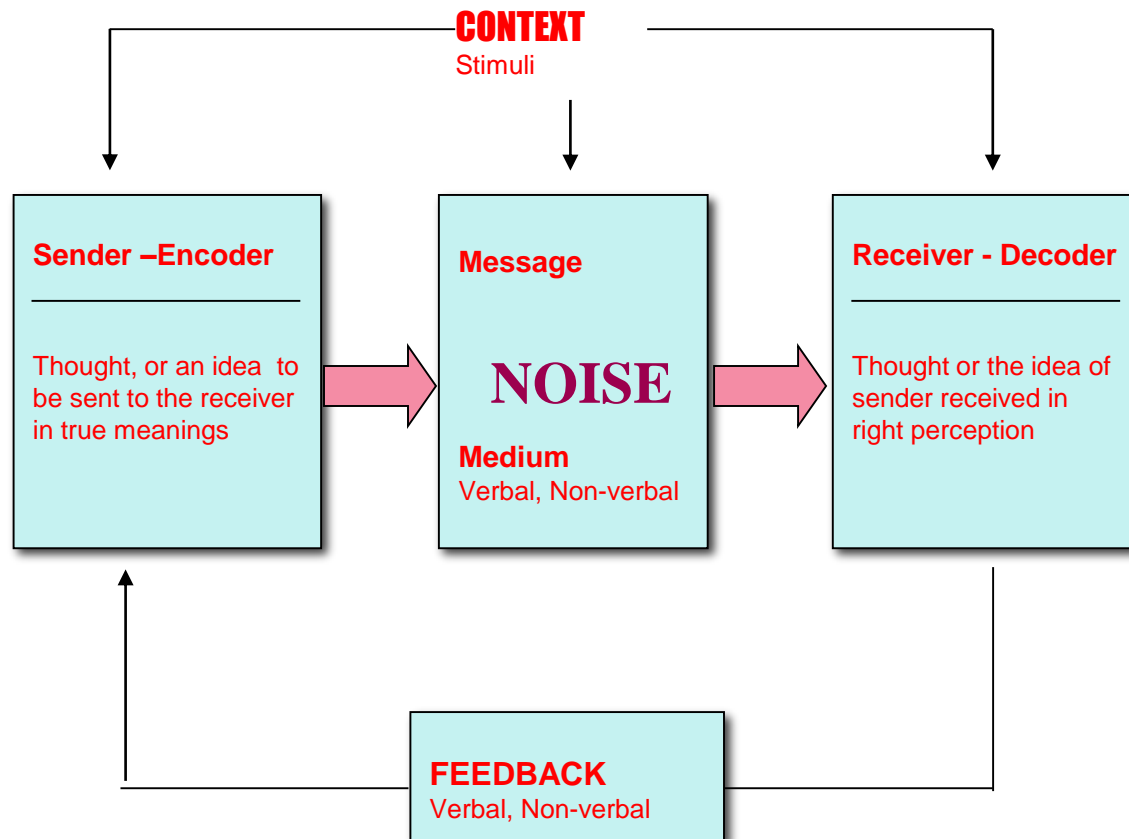 CONTEXT
Stimuli
Sender –Encoder
Thought, or an idea to
be sent to the receiver
in true meanings
Message
NOISE
Medium
Verbal, Non-verbal
Receiver - Decoder
Thought or the idea of
sender received in
right perception
FEEDBACK
Verbal, Non-verbal